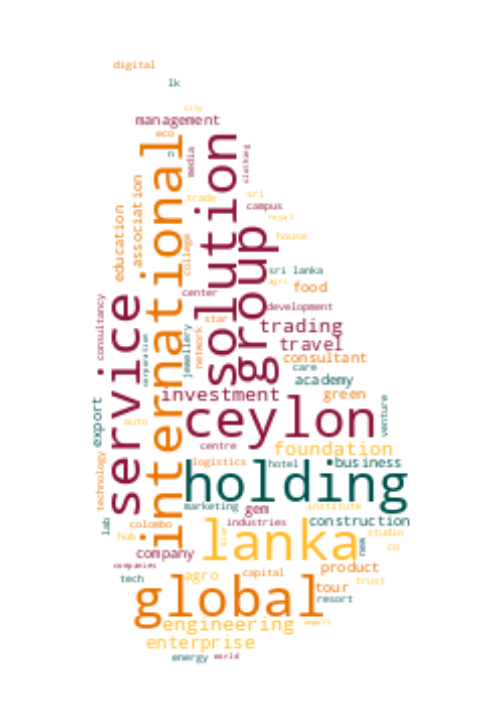 digital
lk
city
management
eco
n
media
clothing
international
solution
education
association
trade
sri
campus
royal
group
house
college
sri lanka
agri
food
center
consultancy
service
development
star
trading
network
jewellery
corporation
travel
consultant
care
academy
investment
green
export
auto
ceylon
venture
centre
foundation
technology
logistics
hotel
business
holding
marketing
gem
institute
lab
colombo
industries
construction
hub
lanka
studio
new
co
company
companies
product
tech
agro
capital
trust
global
tour
resort
engineering
enterprise
energy
world